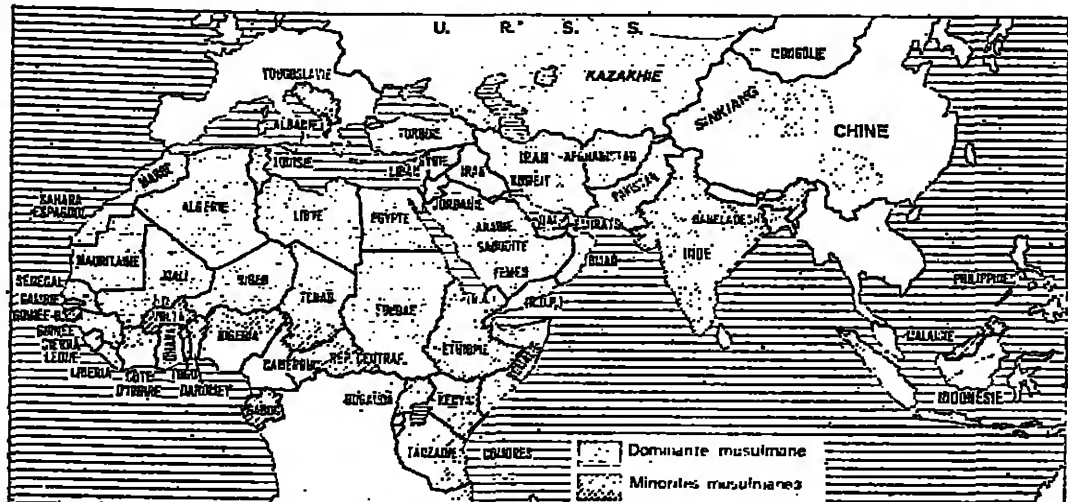 U. R. S. S.
YOUGOSLAVIE
KAZAKHIE
SINKIANG
CHINE
ALBANIE
TURQUIE
TUNISIE
LIBAN
IRAK
IRAN
AFGHANISTAN
KOWEIT
PAKISTAN
MAROC
SAHARA
ESPAGNOL
ALGERIE
LIBYE
EGYPTE
JORDANIE
ARABIE
SAOUDITE
EMIRATS
BANGLADESH
INDE
MAURITANIE
MALI
NIGER
TCHAD
SOUDAN
YEMEN
OMAN
PHILIPPINES
SENEGAL
GAMBIE
GUINÉE
SIERRA
LEONE
LIBERIA
COTE
D'IVOIRE
GHANA
TOGO
DAHOMEY
NIGERIA
CAMEROUN
REP. CENTRAF.
ETHIOPIE
MALAISIE
INDONESIE
GABON
OUGANDA
KENYA
TANZANIE
COMORES
Dominante musulmane
Minorités musulmanes